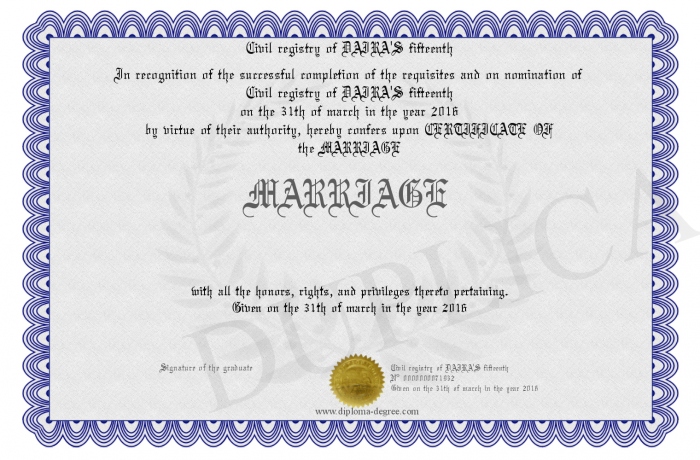 Civil registry of DAIRA'S fifteenth
In recognition of the successful completion of the requisites and on nomination of
Civil registry of DAIRA'S fifteenth
on the 31th of march in the year 2016
by virtue of their authority, hereby confers upon CERTIFICATE OF
the MARRIAGE
MARRIAGE
with all the honors, rights, and privileges thereto pertaining.
Given on the 31th of march in the year 2016
Signature of the graduate
Civil registry of DAIRA'S fifteenth
Given on the 31th of march in the year 2016
www.diploma-degree.com
DUPLICA